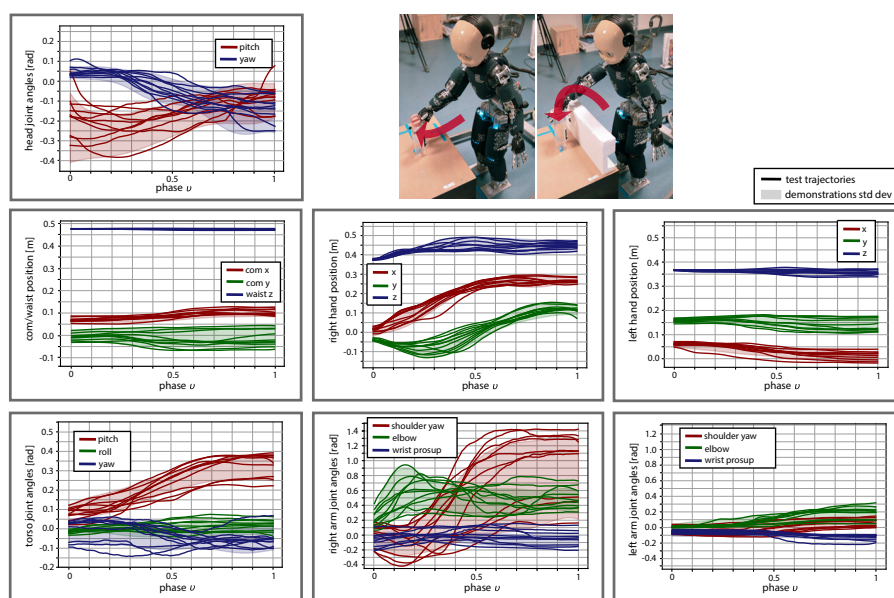 head joint angles [rad]
0.1
0.0
-0.1
-0.1
-0.2
-0.2
-0.3
-0.4
pitch
yaw
0
0.5
1
phase υ
test trajectories
demonstrations std dev
com/waist position [m]
0.5
0.4
0.3
0.2
0.1
0.0
-0.1
com x
com y
waist z
0
0.5
1
phase υ
right hand position [m]
0.5
0.4
0.3
0.2
0.1
0.0
-0.1
x
y
z
0
0.5
1
phase υ
left hand position [m]
0.5
0.4
0.3
0.2
0.1
0.0
x
y
z
0
0.5
1
phase υ
torso joint angles [rad]
0.5
0.4
0.3
0.2
0.1
0.0
-0.1
-0.2
pitch
roll
yaw
0
0.5
1
phase υ
right arm joint angles [rad]
1.4
1.2
1.0
0.8
0.6
0.4
0.2
0.0
-0.2
-0.4
shoulder yaw
elbow
wrist prosup
0
0.5
1
phase υ
left arm joint angles [rad]
1.2
1.0
0.8
0.6
0.4
0.2
0.0
-0.2
-0.4
shoulder yaw
elbow
wrist prosup
0
0.5
1
phase υ